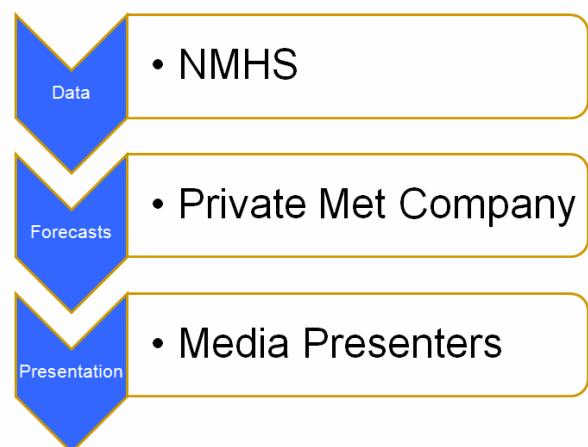 Data
• NMHS
Forecasts
• Private Met Company
Presentation
• Media Presenters